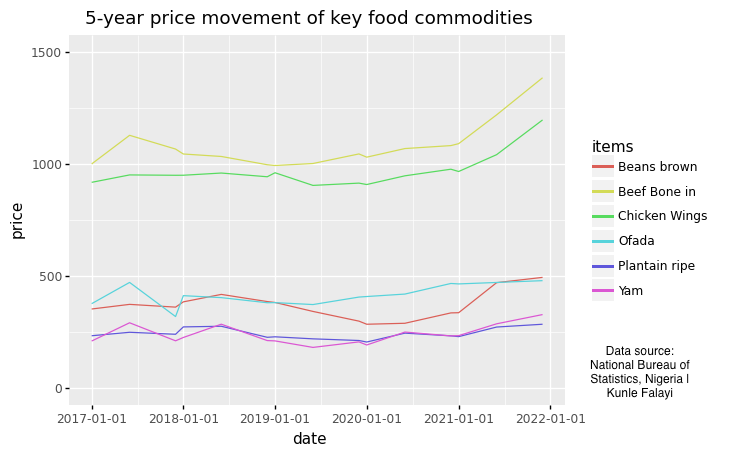 5-year price movement of key food commodities
price
1500
1000
500
0
2017-01-01
2018-01-01
2019-01-01
2020-01-01
2021-01-01
2022-01-01
date
items
Beans brown
Beef Bone in
Chicken Wings
Ofada
Plantain ripe
Yam
Data source:
National Bureau of
Statistics, Nigeria l
Kunle Falayi